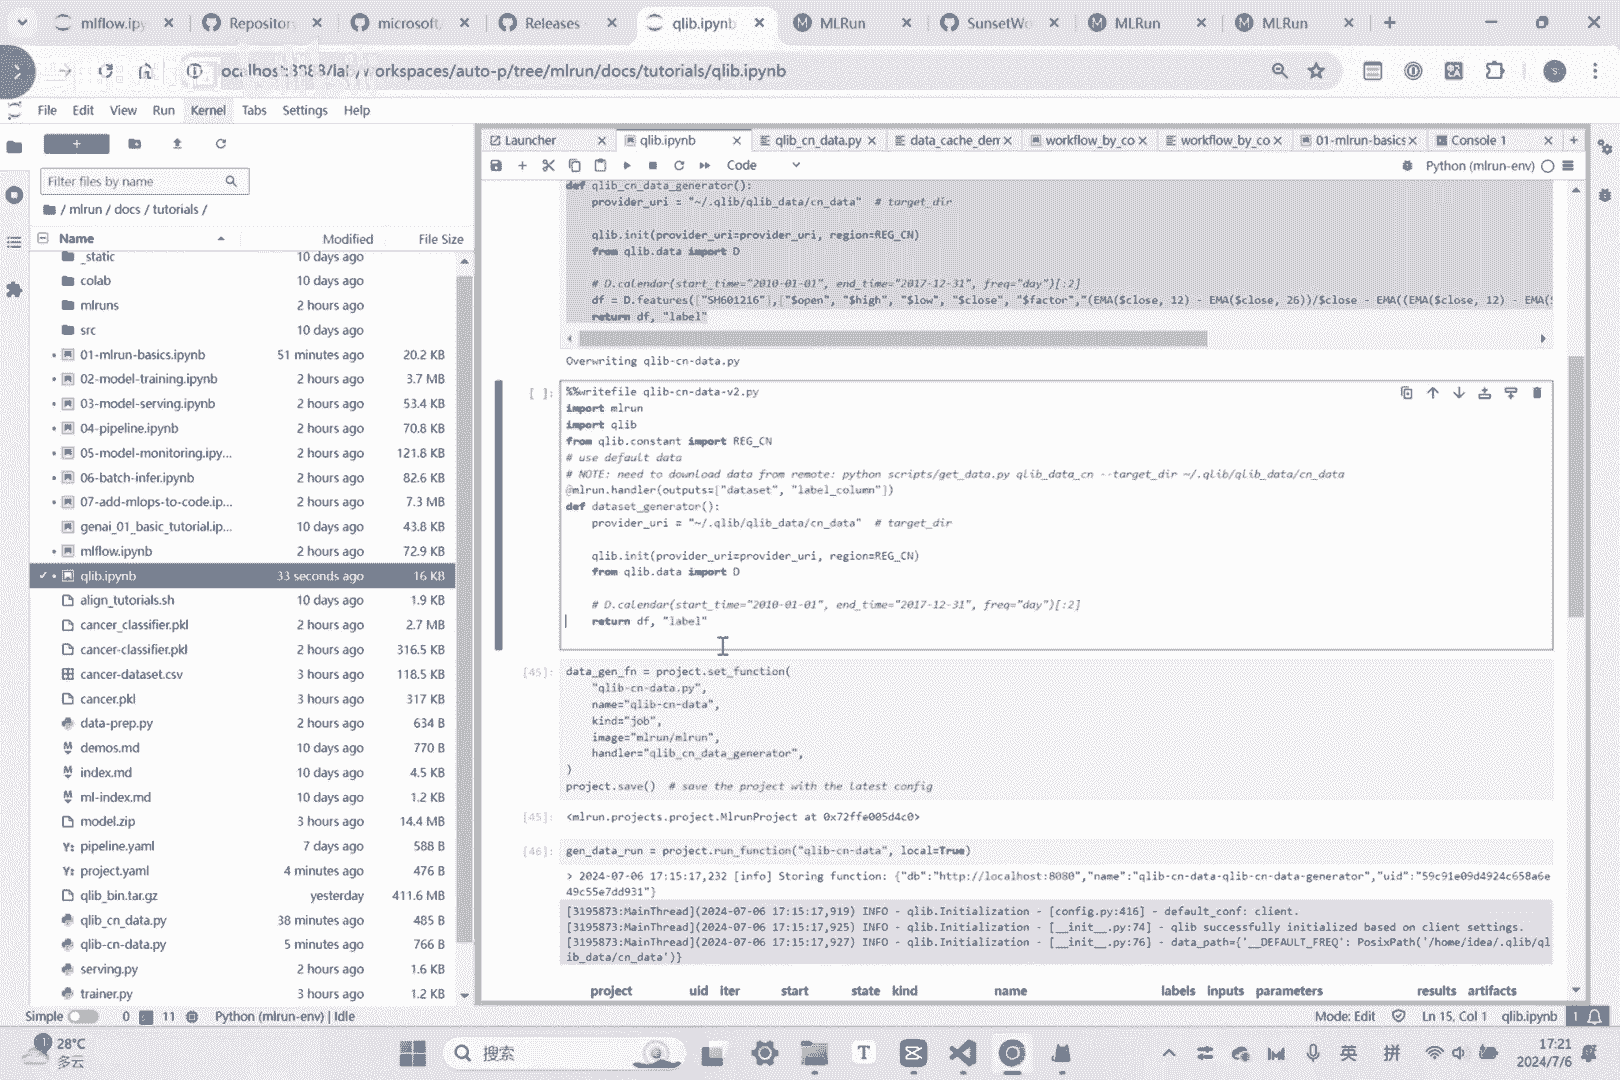 mlflow.ipy
Repositor
microsoft
Releases
qlib.ipynb
MLRun
SunsetWo
MLRun
MLRun
/lab/workspaces/auto-p/tree/mlrun/docs/tutorials/qlib.ipynb
File Edit View Run Kernel Tabs Settings Help
Launcher
qlib.ipynb
qlib_cn_data.py
data_cache_den
workflow_by_co
workflow_by_co
01-mlrun-basics
Console 1
Code
Python (mlrun-env)
Filter files by name
/ mlrun / docs / tutorials /
Name Modified File Size
_static 10 days ago
colab 10 days ago
mlruns 2 hours ago
src 10 days ago
01-mlrun-basics.ipynb 51 minutes ago 20.2 KB
02-model-training.ipynb 2 hours ago 3.7 MB
03-model-serving.ipynb 2 hours ago 53.4 KB
04-pipeline.ipynb 2 hours ago 70.8 KB
05-model-monitoring.ipy... 2 hours ago 121.8 KB
06-batch-infer.ipynb 2 hours ago 82.6 KB
07-add-mlops-to-code.ip... 2 hours ago 7.3 MB
genai_01_basic_tutorial.ip... 10 days ago 43.8 KB
mlflow.ipynb 2 hours ago 72.9 KB
qlib.ipynb 33 seconds ago 16 KB
align_tutorials.sh 10 days ago 1.9 KB
cancer_classifier.pkl 2 hours ago 2.7 MB
cancer-classifier.pkl 2 hours ago 316.5 KB
cancer-dataset.csv 3 hours ago 118.5 KB
cancer.pkl 3 hours ago 317 KB
data-prep.py 2 hours ago 634 B
demos.md 10 days ago 770 B
index.md 10 days ago 4.5 KB
ml-index.md 10 days ago 1.2 KB
model.zip 3 hours ago 14.4 MB
pipeline.yaml 7 days ago 588 B
project.yaml 4 minutes ago 476 B
qlib_bin.tar.gz yesterday 411.6 MB
qlib_cn_data.py 38 minutes ago 485 B
qlib-cn-data.py 5 minutes ago 766 B
serving.py 2 hours ago 1.6 KB
trainer.py 3 hours ago 1.2 KB
def qlib_cn_data_generator():
provider_uri = "~/.qlib/qlib_data/cn_data" # target_dir
qlib.init(provider_uri=provider_uri, region=REG_CN)
from qlib.data import D
# D.calendar(start_time="2010-01-01", end_time="2017-12-31", freq="day")[:2]
df = D.features(["SH601216"],["$open", "$high", "$low", "$close", "$factor","(EMA($close, 12) - EMA($close, 26))/$close - EMA((EMA($close, 12) - EMA($
return df, "label"
Overwriting qlib-cn-data.py
[ ]:
%%writefile qlib-cn-data-v2.py
import mlrun
import qlib
from qlib.constant import REG_CN
# use default data
# NOTE: need to download data from remote: python scripts/get_data.py qlib_data_cn --target_dir ~/.qlib/qlib_data/cn_data
@mlrun.handler(outputs=["dataset", "label_column"])
def dataset_generator():
provider_uri = "~/.qlib/qlib_data/cn_data" # target_dir
qlib.init(provider_uri=provider_uri, region=REG_CN)
from qlib.data import D
# D.calendar(start_time="2010-01-01", end_time="2017-12-31", freq="day")[:2]
return df, "label"
[45]: data_gen_fn = project.set_function(
"qlib-cn-data.py",
name="qlib-cn-data",
kind="job",
image="mlrun/mlrun",
handler="qlib_cn_data_generator",
)
project.save() # save the project with the latest config
[45]: <mlrun.projects.project.MlrunProject at 0x72ffe005d4c0>
[46]: gen_data_run = project.run_function("qlib-cn-data", local=True)
> 2024-07-06 17:15:17,232 [info] Storing function: {"db":"http://localhost:8080","name":"qlib-cn-data-qlib-cn-data-generator","uid":"59c91e09d4924c658a6e
49c55e7dd931"}
[3195873:MainThread](2024-07-06 17:15:17,919) INFO - qlib.Initialization - [config.py:416] - default_conf: client.
[3195873:MainThread](2024-07-06 17:15:17,925) INFO - qlib.Initialization - [__init__.py:74] - qlib successfully initialized based on client settings.
[3195873:MainThread](2024-07-06 17:15:17,927) INFO - qlib.Initialization - [__init__.py:76] - data_path={'__DEFAULT_FREQ': PosixPath('/home/idea/.qlib/ql
ib_data/cn_data')}
project uid iter start state kind name labels inputs parameters results artifacts
Simple 0 11 Python (mlrun-env) | Idle
Mode: Edit Ln 15, Col 1 qlib.ipynb 1
28°C
多云
搜索
英 拼
17:21
2024/7/6